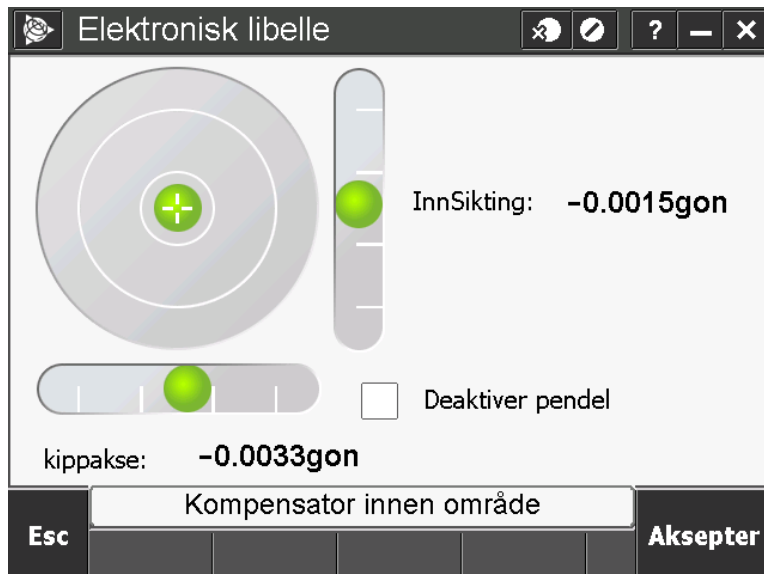 Elektronisk libelle
?
InnSikting: -0.0015gon
Deaktiver pendel
kippakse: -0.0033gon
Kompensator innen område
Esc
Aksepter